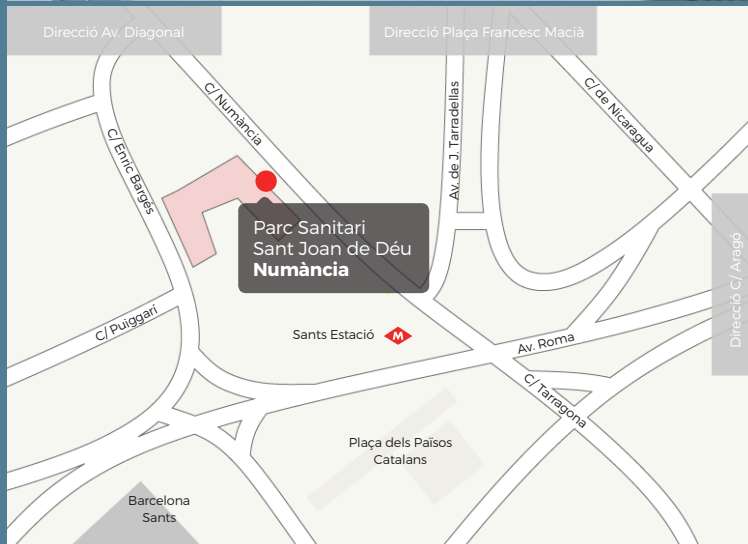 Direcció Av. Diagonal
Direcció Plaça Francesc Macià
C/ Numància
Av. de J. Tarradellas
C/ de Nicaragua
C/ Enric Bargés
Parc Sanitari
Sant Joan de Déu
Numància
Direcció C/ Aragó
C/ Puiggarí
Sants Estació
M
Av. Roma
C/ Tarragona
Plaça dels Països
Catalans
Barcelona
Sants